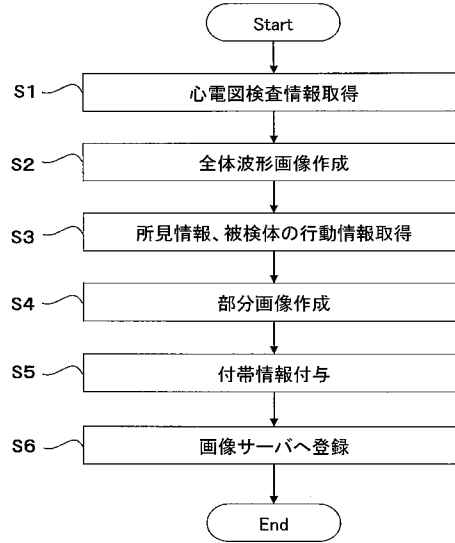 Start
S1 心電図検査情報取得
S2 全体波形画像作成
S3 所見情報、被検体の行動情報取得
S4 部分画像作成
S5 付帯情報付与
S6 画像サーバへ登録
End